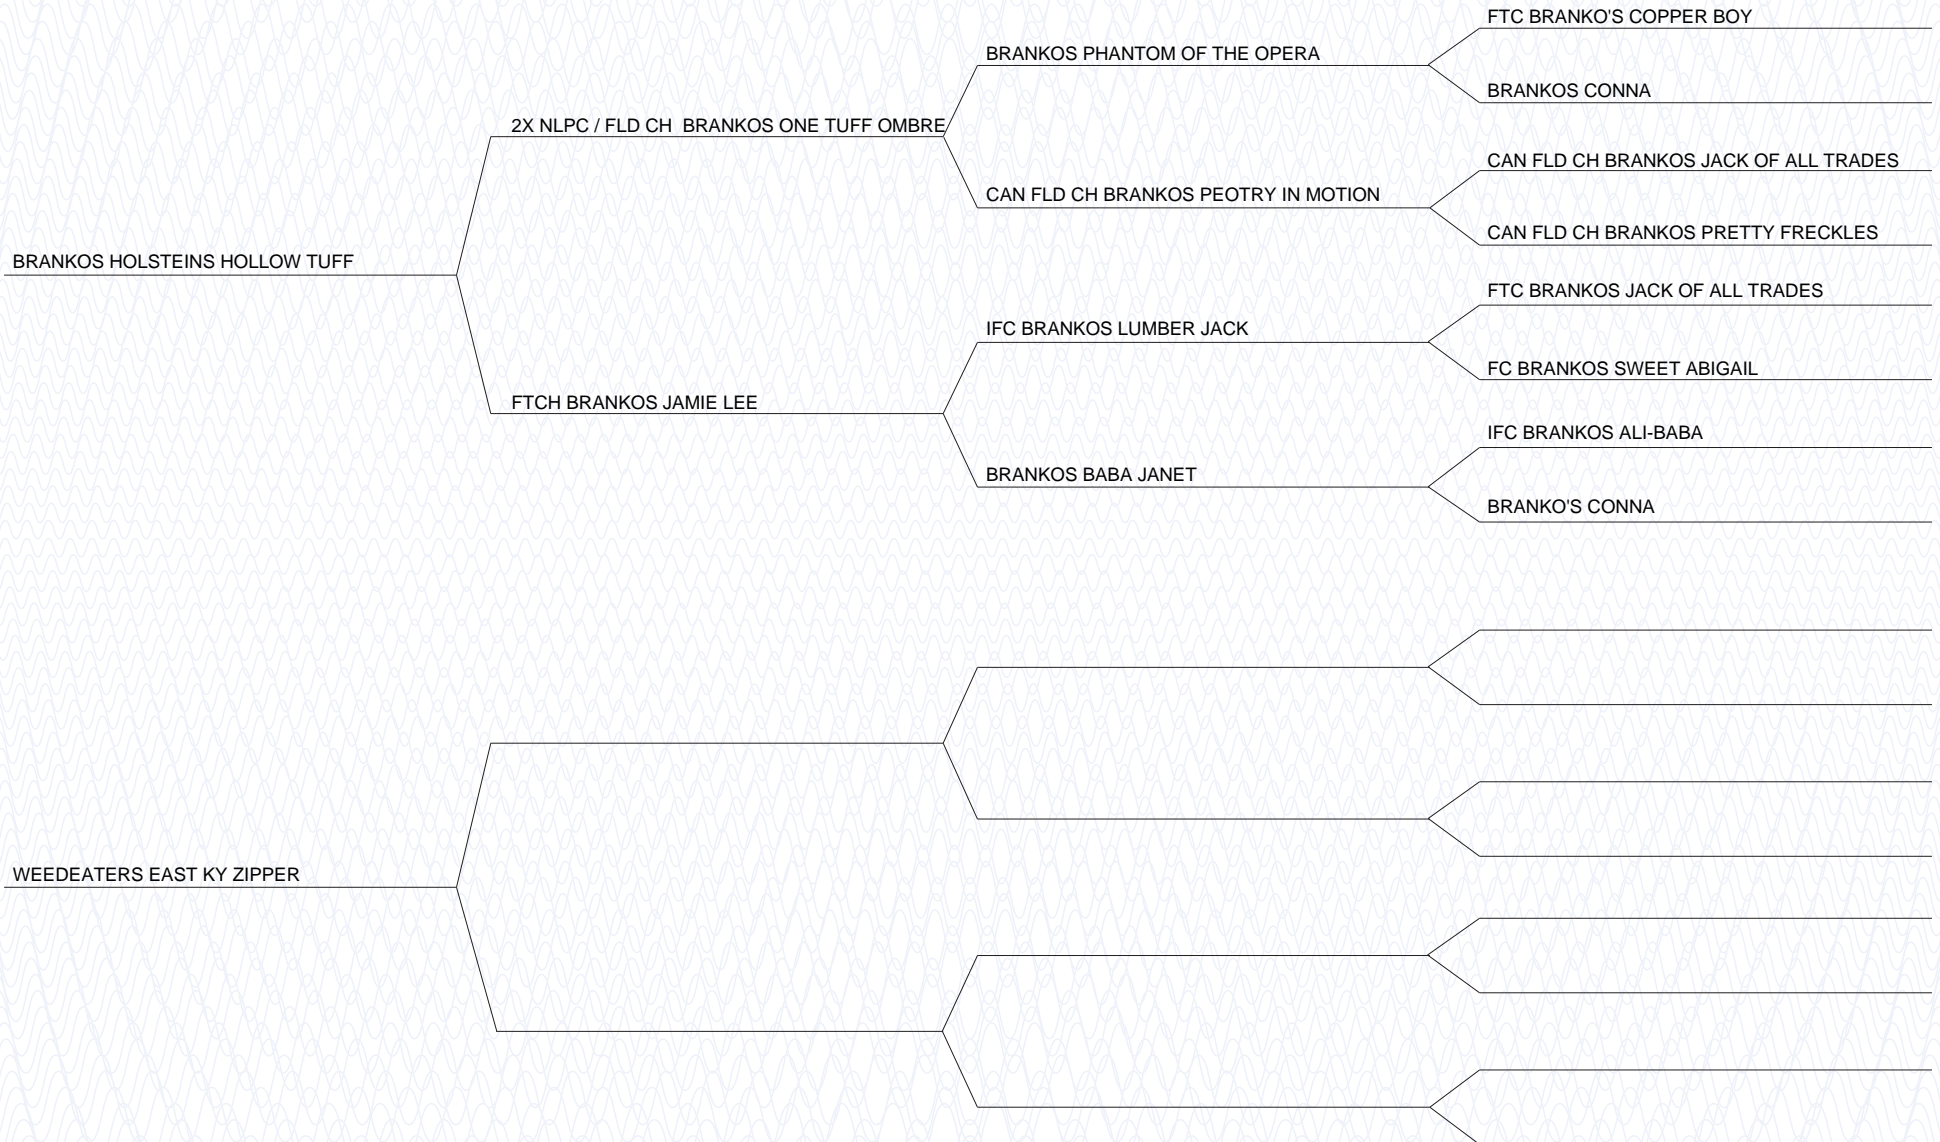 FTC BRANKO'S COPPER BOY
BRANKOS PHANTOM OF THE OPERA
BRANKOS CONNA
2X NLPC / FLD CH  BRANKOS ONE TUFF OMBRE
CAN FLD CH BRANKOS JACK OF ALL TRADES
CAN FLD CH BRANKOS PEOTRY IN MOTION
CAN FLD CH BRANKOS PRETTY FRECKLES
BRANKOS HOLSTEINS HOLLOW TUFF
FTC BRANKOS JACK OF ALL TRADES
IFC BRANKOS LUMBER JACK
FC BRANKOS SWEET ABIGAIL
FTCH BRANKOS JAMIE LEE
IFC BRANKOS ALI-BABA
BRANKOS BABA JANET
BRANKO'S CONNA
WEEDEATERS EAST KY ZIPPER